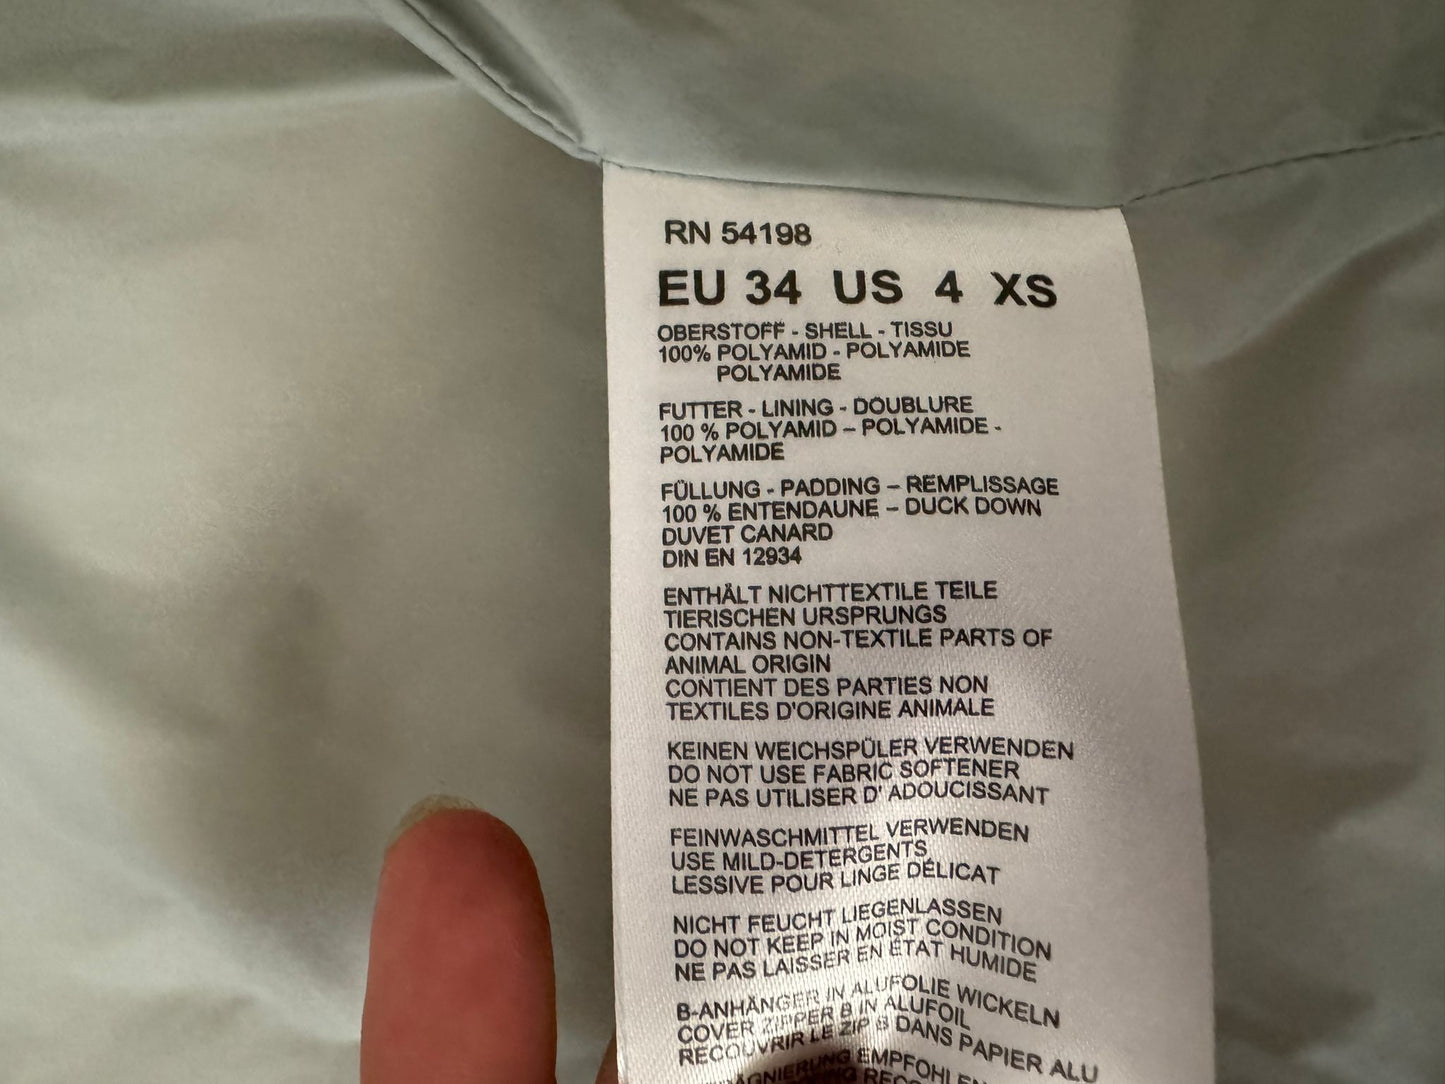 RN 54198
EU 34 US 4 XS
OBERSTOFF - SHELL - TISSU
100% POLYAMID - POLYAMIDE
POLYAMIDE
FUTTER - LINING - DOUBLURE
100 % POLYAMID – POLYAMIDE -
POLYAMIDE
FÜLLUNG - PADDING – REMPLISSAGE
100 % ENTENDAUNE – DUCK DOWN
DUVET CANARD
DIN EN 12934
ENTHÄLT NICHTTEXTILE TEILE
TIERISCHEN URSPRUNGS
CONTAINS NON-TEXTILE PARTS OF
ANIMAL ORIGIN
CONTIENT DES PARTIES NON
TEXTILES D'ORIGINE ANIMALE
KEINEN WEICHSPÜLER VERWENDEN
DO NOT USE FABRIC SOFTENER
NE PAS UTILISER D' ADOUCISSANT
FEINWASCHMITTEL VERWENDEN
USE MILD-DETERGENTS
LESSIVE POUR LINGE DÉLICAT
NICHT FEUCHT LIEGENLASSEN
DO NOT KEEP IN MOIST CONDITION
NE PAS LAISSER EN ÉTAT HUMIDE
B-ANHÄNGER IN ALUFOLIE WICKELN
COVER ZIPPER B IN ALUFOIL
RECOUVRIR LE ZIP B DANS PAPIER ALU